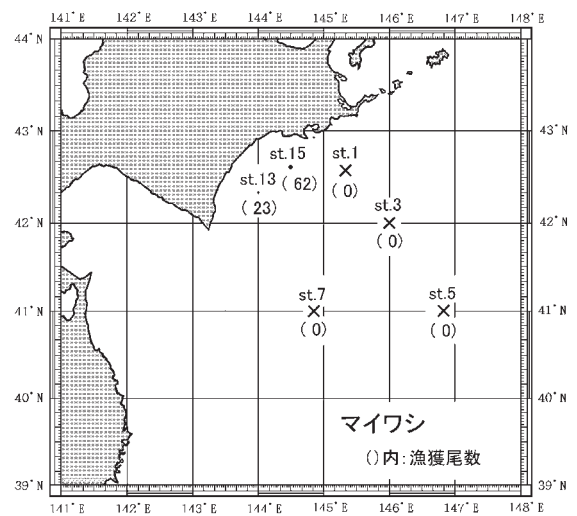 141° E 142° E 143° E 144° E 145° E 146° E 147° E 148° E
44° N 44° N
43° N 43° N
st.15 st.1
st.13 ( 62) ( 0)
( 23) st.3
42° N 42° N
( 0)
st.7 st.5
41° N 41° N
( 0) ( 0)
40° N 40° N
マイワシ
()内:漁獲尾数
39° N 39° N
141° E 142° E 143° E 144° E 145° E 146° E 147° E 148° E